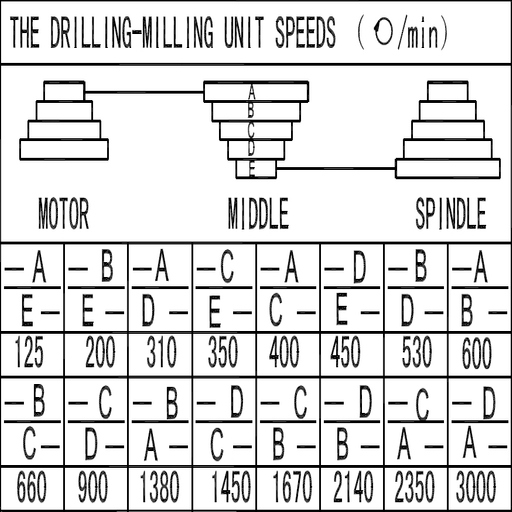 THE DRILLING-MILLING UNIT SPEEDS (/min)
A
B
C
D
E
MOTOR MIDDLE SPINDLE
—A —B —A —C —A —D —B —A
E— E— D— E— C— E— D— B—
125 200 310 350 400 450 530 600
—B —C —B —D —C —D —C —D
C— D— A— C— B— B— A— A—
660 900 1380 1450 1670 2140 2350 3000